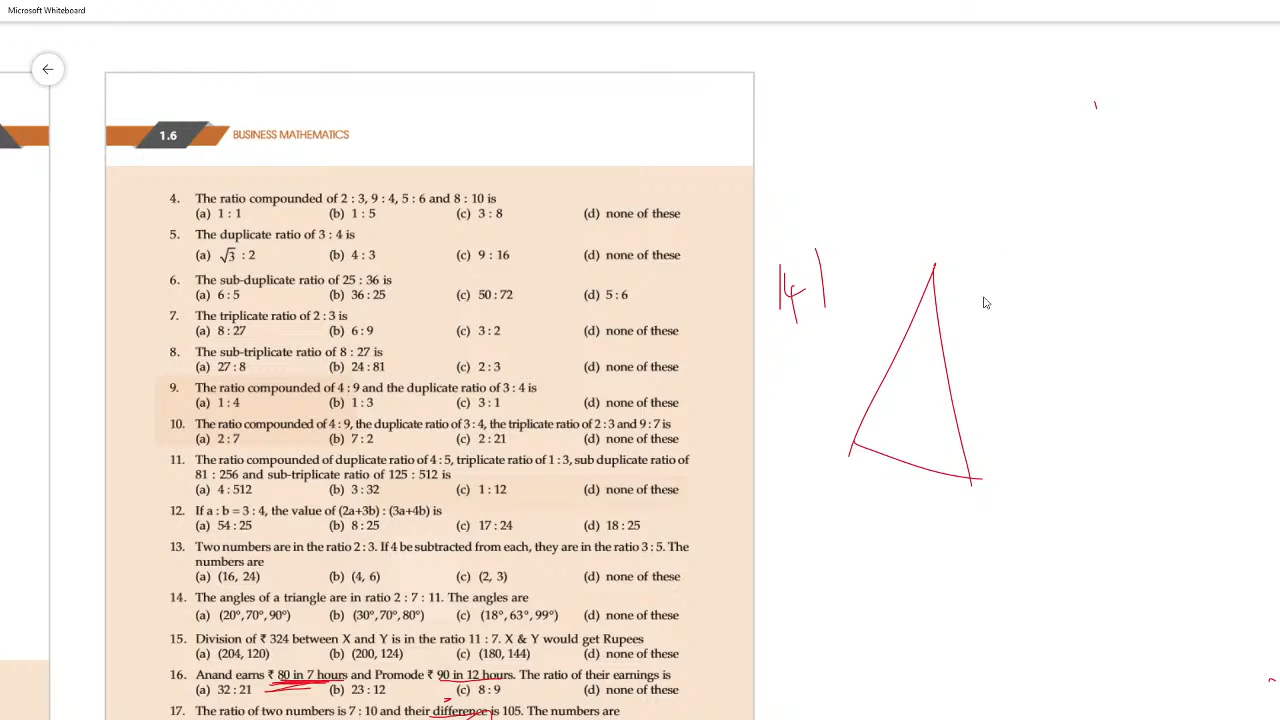 Microsoft Whiteboard
1.6 BUSINESS MATHEMATICS
4. The ratio compounded of 2 : 3, 9 : 4, 5 : 6 and 8 : 10 is
(a) 1 : 1 (b) 1 : 5 (c) 3 : 8 (d) none of these
5. The duplicate ratio of 3 : 4 is
(a) √3 : 2 (b) 4 : 3 (c) 9 : 16 (d) none of these
6. The sub-duplicate ratio of 25 : 36 is
(a) 6 : 5 (b) 36 : 25 (c) 50 : 72 (d) 5 : 6
7. The triplicate ratio of 2 : 3 is
(a) 8 : 27 (b) 6 : 9 (c) 3 : 2 (d) none of these
8. The sub-triplicate ratio of 8 : 27 is
(a) 27 : 8 (b) 24 : 81 (c) 2 : 3 (d) none of these
9. The ratio compounded of 4 : 9 and the duplicate ratio of 3 : 4 is
(a) 1 : 4 (b) 1 : 3 (c) 3 : 1 (d) none of these
10. The ratio compounded of 4 : 9, the duplicate ratio of 3 : 4, the triplicate ratio of 2 : 3 and 9 : 7 is
(a) 2 : 7 (b) 7 : 2 (c) 2 : 21 (d) none of these
11. The ratio compounded of duplicate ratio of 4 : 5, triplicate ratio of 1 : 3, sub duplicate ratio of
81 : 256 and sub-triplicate ratio of 125 : 512 is
(a) 4 : 512 (b) 3 : 32 (c) 1 : 12 (d) none of these
12. If a : b = 3 : 4, the value of (2a+3b) : (3a+4b) is
(a) 54 : 25 (b) 8 : 25 (c) 17 : 24 (d) 18 : 25
13. Two numbers are in the ratio 2 : 3. If 4 be subtracted from each, they are in the ratio 3 : 5. The
numbers are
(a) (16, 24) (b) (4, 6) (c) (2, 3) (d) none of these
14. The angles of a triangle are in ratio 2 : 7 : 11. The angles are
(a) (20°, 70°, 90°) (b) (30°, 70°, 80°) (c) (18°, 63°, 99°) (d) none of these
15. Division of ₹ 324 between X and Y is in the ratio 11 : 7. X & Y would get Rupees
(a) (204, 120) (b) (200, 124) (c) (180, 144) (d) none of these
16. Anand earns ₹ 80 in 7 hours and Promode ₹ 90 in 12 hours. The ratio of their earnings is
(a) 32 : 21 (b) 23 : 12 (c) 8 : 9 (d) none of these
17. The ratio of two numbers is 7 : 10 and their difference is 105. The numbers are
14)